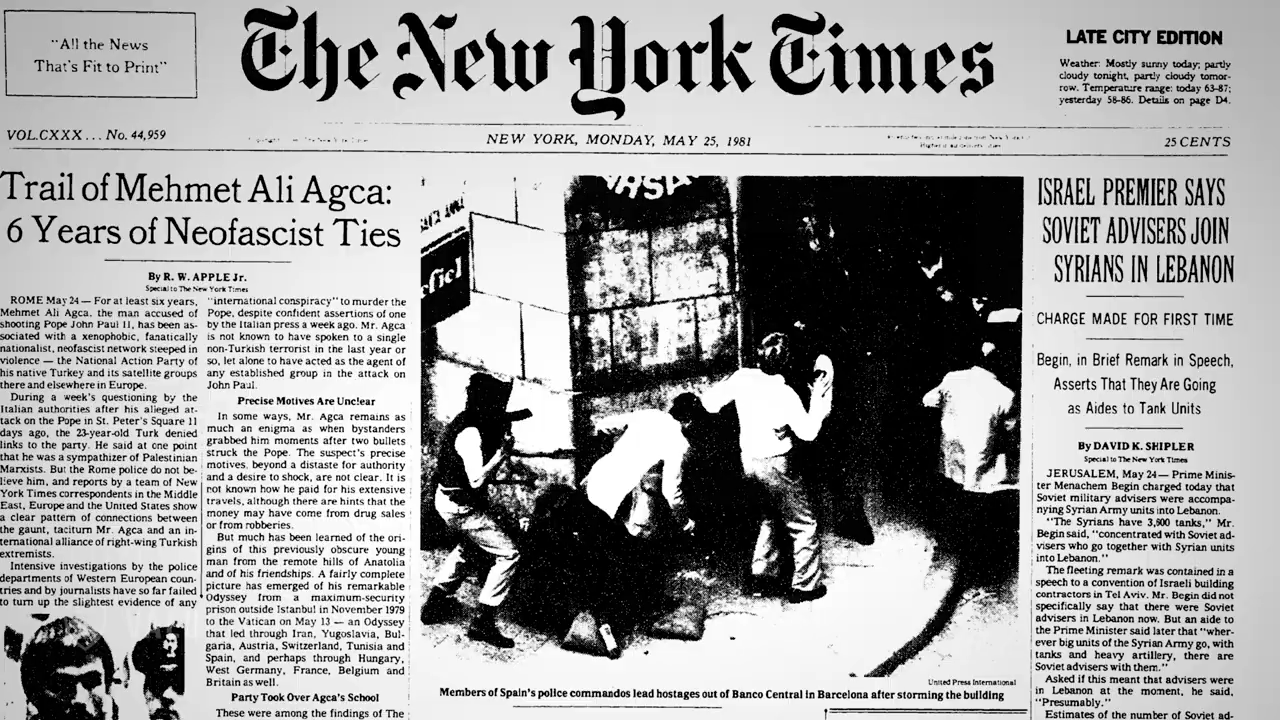 "All the News
That's Fit to Print"
The New York Times
LATE CITY EDITION
Weather: Mostly sunny today; partly
cloudy tonight, partly cloudy tomor-
row. Temperature range: today 63-87;
yesterday 58-86. Details on page D4.
VOL.CXXX . . . No. 44,959
NEW YORK, MONDAY, MAY 25, 1981
25 CENTS
Trail of Mehmet Ali Agca:
6 Years of Neofascist Ties
By R. W. APPLE Jr.
Special to The New York Times
ROME May 24 — For at least six years,
Mehmet Ali Agca, the man accused of
shooting Pope John Paul II, has been as-
sociated with a xenophobic, fanatically
nationalist, neofascist network steeped in
violence — the National Action Party of
his native Turkey and its satellite groups
there and elsewhere in Europe.
During a week's questioning by the
Italian authorities after his alleged at-
tack on the Pope in St. Peter's Square 11
days ago, the 23-year-old Turk denied
links to the party. He said at one point
that he was a sympathizer of Palestinian
Marxists. But the Rome police do not be-
lieve him, and reports by a team of New
York Times correspondents in the Middle
East, Europe and the United States show
a clear pattern of connections between
the gaunt, taciturn Mr. Agca and an in-
ternational alliance of right-wing Turkish
extremists.
Intensive investigations by the police
departments of Western European coun-
tries and by journalists have so far failed
to turn up the slightest evidence of any
"international conspiracy" to murder the
Pope, despite confident assertions of one
by the Italian press a week ago. Mr. Agca
is not known to have spoken to a single
non-Turkish terrorist in the last year or
so, let alone to have acted as the agent of
any established group in the attack on
John Paul.
Precise Motives Are Unclear
In some ways, Mr. Agca remains as
much an enigma as when bystanders
grabbed him moments after two bullets
struck the Pope. The suspect's precise
motives, beyond a distaste for authority
and a desire to shock, are not clear. It is
not known how he paid for his extensive
travels, although there are hints that the
money may have come from drug sales
or from robberies.
But much has been learned of the ori-
gins of this previously obscure young
man from the remote hills of Anatolia
and of his friendships. A fairly complete
picture has emerged of his remarkable
Odyssey from a maximum-security
prison outside Istanbul in November 1979
to the Vatican on May 13 — an Odyssey
that led through Iran, Yugoslavia, Bul-
garia, Austria, Switzerland, Tunisia and
Spain, and perhaps through Hungary,
West Germany, France, Belgium and
Britain as well.
Party Took Over Agca's School
These were among the findings of The
United Press International
Members of Spain's police commandos lead hostages out of Banco Central in Barcelona after storming the building
ISRAEL PREMIER SAYS
SOVIET ADVISERS JOIN
SYRIANS IN LEBANON
CHARGE MADE FOR FIRST TIME
Begin, in Brief Remark in Speech,
Asserts That They Are Going
as Aides to Tank Units
By DAVID K. SHIPLER
Special to The New York Times
JERUSALEM, May 24 — Prime Minis-
ter Menachem Begin charged today that
Soviet military advisers were accompa-
nying Syrian Army units into Lebanon.
"The Syrians have 3,600 tanks," Mr.
Begin said, "concentrated with Soviet ad-
visers who go together with Syrian units
into Lebanon."
The fleeting remark was contained in a
speech to a convention of Israeli building
contractors in Tel Aviv. Mr. Begin did not
specifically say that there were Soviet
advisers in Lebanon now. But an aide to
the Prime Minister said later that "wher-
ever big units of the Syrian Army go, with
tanks and heavy artillery, there are
Soviet advisers with them."
Asked if this meant that advisers were
in Lebanon at the moment, he said,
"Presumably."
Estimates of the number of Soviet ad-